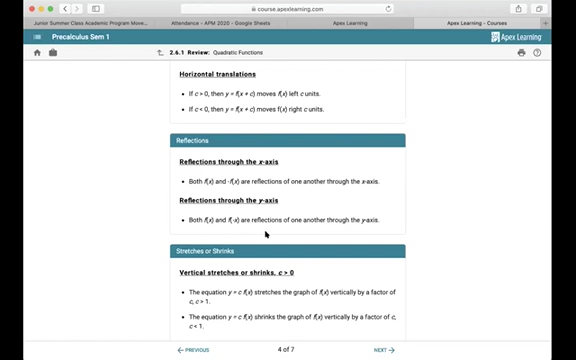 c.apexlearning.com
Junior Summer Class Academic Program Move...
Attendance - APM 2020 - Google Sheets
Apex Learning
Apex Learning - Courses
Precalculus Sem 1
Apex Learning
2.6.1 Review: Quadratic Functions
Horizontal translations
• If c > 0, then y = f(x + c) moves f(x) left c units.
• If c < 0, then y = f(x + c) moves f(x) right c units.
Reflections
Reflections through the x-axis
• Both f(x) and -f(x) are reflections of one another through the x-axis.
Reflections through the y-axis
• Both f(x) and f(-x) are reflections of one another through the y-axis.
Stretches or Shrinks
Vertical stretches or shrinks, c > 0
• The equation y = c f(x) stretches the graph of f(x) vertically by a factor of
c, c > 1.
• The equation y = c f(x) shrinks the graph of f(x) vertically by a factor of c,
c < 1.
PREVIOUS
4 of 7
NEXT